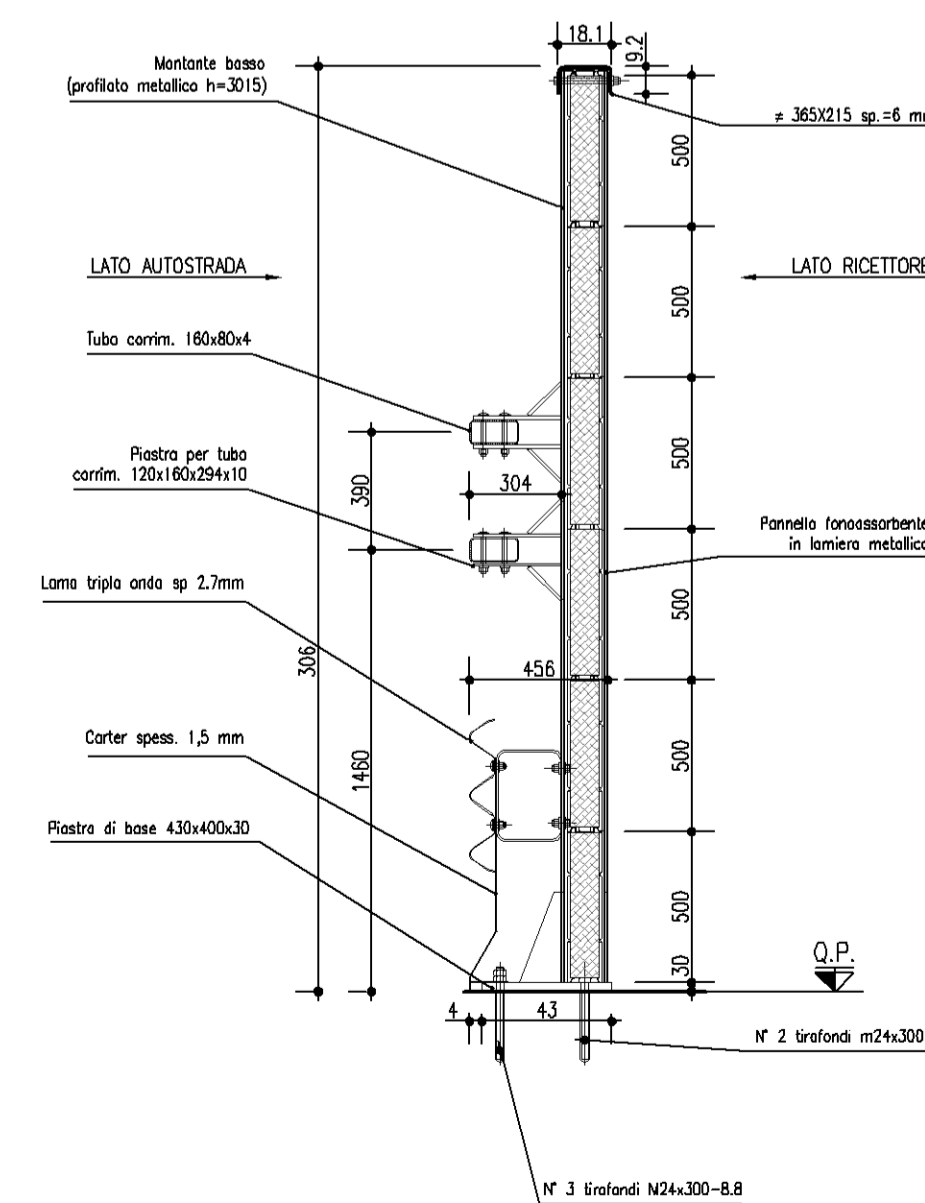 18.1
9.2
Montante basso
(profilato metallico h=3015)
≠ 365X215 sp.=6 m
500
LATO AUTOSTRADA
LATO RICETTORE
500
Tubo corrim. 160x80x4
500
Piastra per tubo
corrim. 120x160x294x10
390
304
Pannello fonoassorbente
in lamiera metallica
500
Lama tripla onda sp 2.7mm
306
456
500
Carter spess. 1,5 mm
1460
Piastra di base 430x400x30
500
30
Q.P.
4
43
N° 2 tirafondi m24x300
N° 3 tirafondi M24x300-8.8